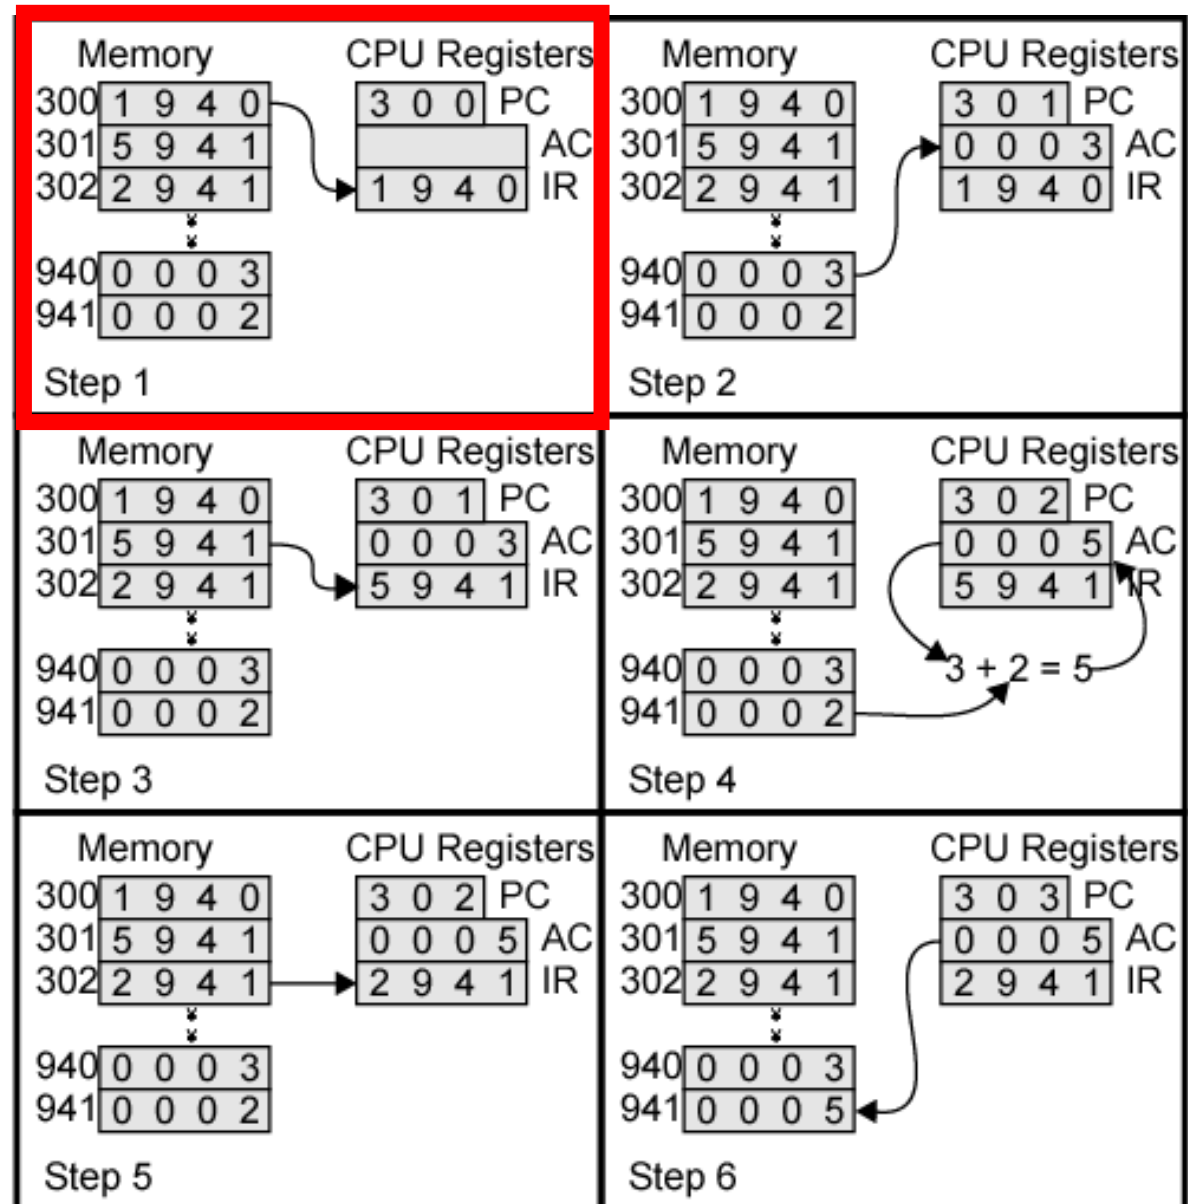 Memory CPU Registers
300 1 9 4 0 3 0 0 PC
301 5 9 4 1 AC
302 2 9 4 1 1 9 4 0 IR
940 0 0 0 3
941 0 0 0 2
Step 1
Memory CPU Registers
300 1 9 4 0 3 0 1 PC
301 5 9 4 1 0 0 0 3 AC
302 2 9 4 1 1 9 4 0 IR
940 0 0 0 3
941 0 0 0 2
Step 2
Memory CPU Registers
300 1 9 4 0 3 0 1 PC
301 5 9 4 1 0 0 0 3 AC
302 2 9 4 1 5 9 4 1 IR
940 0 0 0 3
941 0 0 0 2
Step 3
Memory CPU Registers
300 1 9 4 0 3 0 2 PC
301 5 9 4 1 0 0 0 5 AC
302 2 9 4 1 5 9 4 1 IR
940 0 0 0 3 3 + 2 = 5
941 0 0 0 2
Step 4
Memory CPU Registers
300 1 9 4 0 3 0 2 PC
301 5 9 4 1 0 0 0 5 AC
302 2 9 4 1 2 9 4 1 IR
940 0 0 0 3
941 0 0 0 2
Step 5
Memory CPU Registers
300 1 9 4 0 3 0 3 PC
301 5 9 4 1 0 0 0 5 AC
302 2 9 4 1 2 9 4 1 IR
940 0 0 0 3
941 0 0 0 5
Step 6